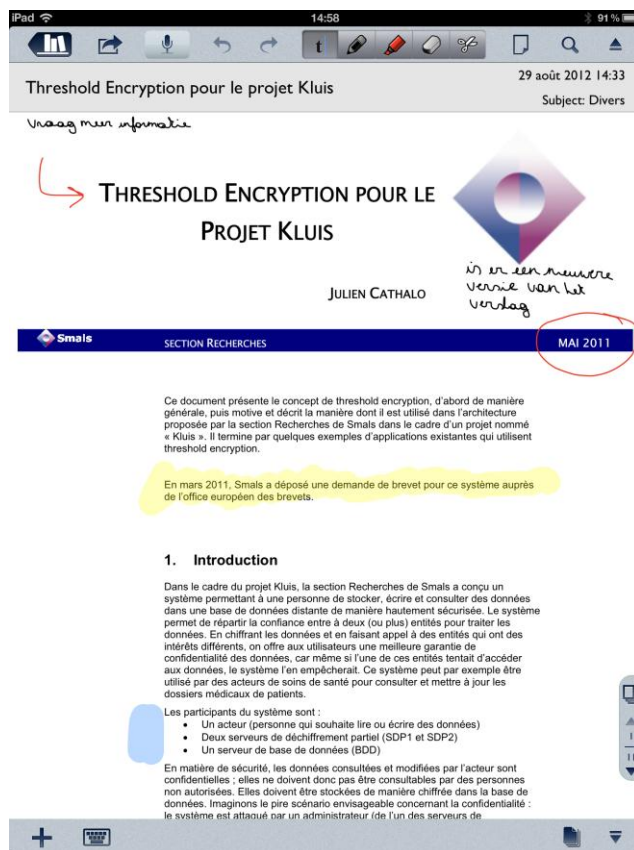 iPad 14:58 91 %
t
Threshold Encryption pour le projet Kluis
29 août 2012 14:33
Subject: Divers
Vraag meer informatie
THRESHOLD ENCRYPTION POUR LE
PROJET KLUIS
JULIEN CATHALO
is er een nieuwere
versie van het
verslag
Smals SECTION RECHERCHES MAI 2011
Ce document présente le concept de threshold encryption, d'abord de manière
générale, puis motive et décrit la manière dont il est utilisé dans l'architecture
proposée par la section Recherches de Smals dans le cadre d'un projet nommé
« Kluis ». Il termine par quelques exemples d'applications existantes qui utilisent
threshold encryption.
En mars 2011, Smals a déposé une demande de brevet pour ce système auprès
de l'office européen des brevets.
1. Introduction
Dans le cadre du projet Kluis, la section Recherches de Smals a conçu un
système permettant à une personne de stocker, écrire et consulter des données
dans une base de données distante de manière hautement sécurisée. Le système
permet de répartir la confiance entre à deux (ou plus) entités pour traiter les
données. En chiffrant les données et en faisant appel à des entités qui ont des
intérêts différents, on offre aux utilisateurs une meilleure garantie de
confidentialité des données, car même si l'une de ces entités tentait d'accéder
aux données, le système l'en empêcherait. Ce système peut par exemple être
utilisé par des acteurs de soins de santé pour consulter et mettre à jour les
dossiers médicaux de patients.
Les participants du système sont :
• Un acteur (personne qui souhaite lire ou écrire des données)
• Deux serveurs de déchiffrement partiel (SDP1 et SDP2)
• Un serveur de base de données (BDD)
En matière de sécurité, les données consultées et modifiées par l'acteur sont
confidentielles ; elles ne doivent donc pas être consultables par des personnes
non autorisées. Elles doivent être stockées de manière chiffrée dans la base de
données. Imaginons le pire scénario envisageable concernant la confidentialité :
le système est attaqué par un administrateur (de l'un des serveurs de